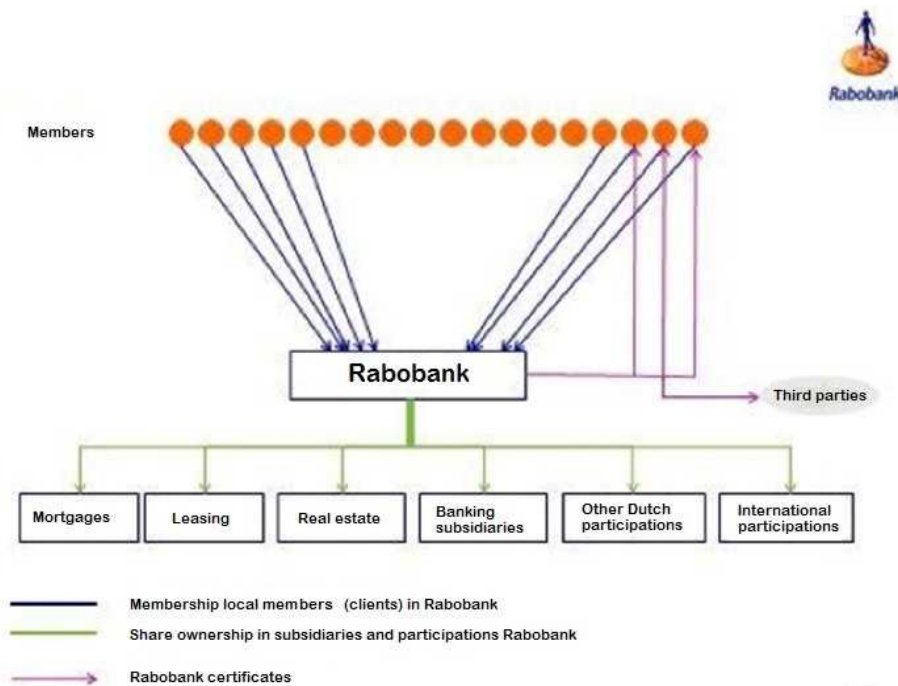 Rabobank
Members
Rabobank
Third parties
Mortgages
Leasing
Real estate
Banking
subsidiaries
Other Dutch
participations
International
participations
Membership local members (clients) in Rabobank
Share ownership in subsidiaries and participations Rabobank
Rabobank certificates